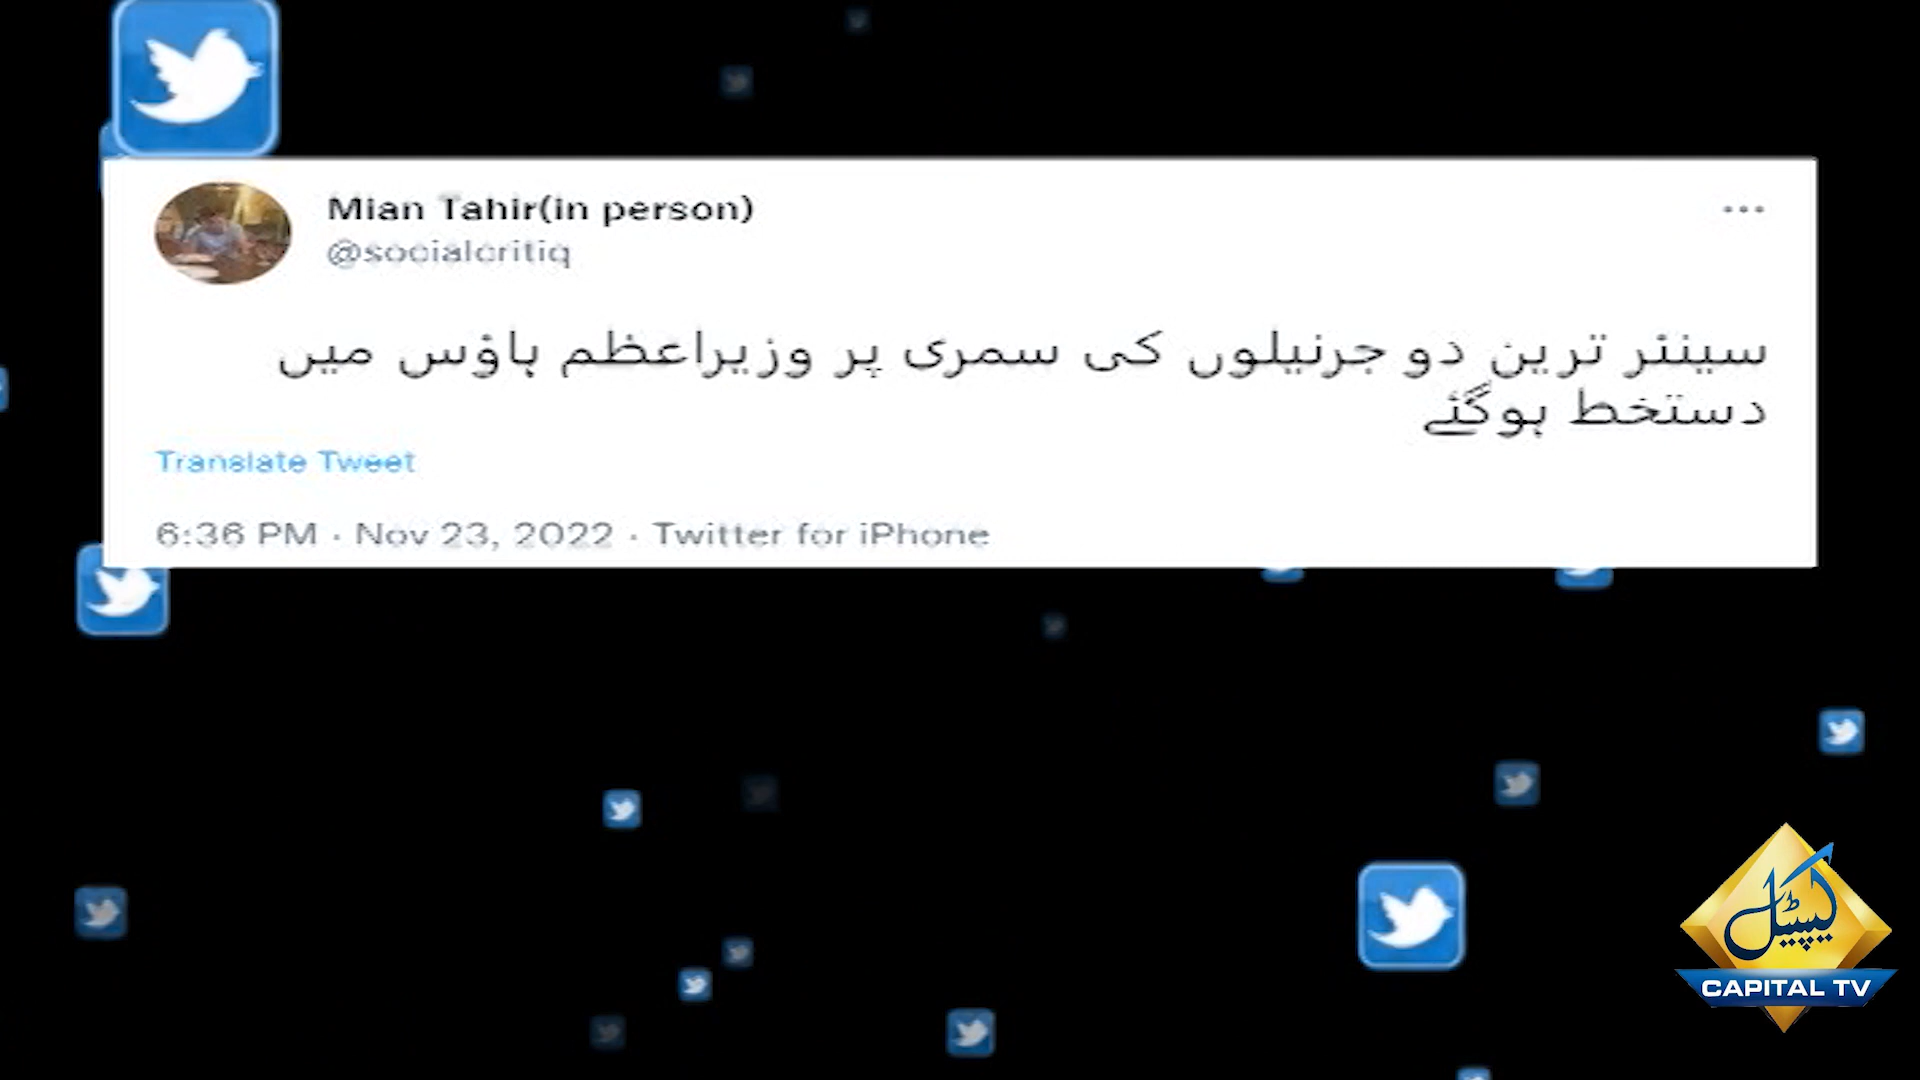 Mian Tahir(in person)
@socialcritiq
سینئر ترین دو جرنیلوں کی سمری پر وزیراعظم ہاؤس میں
دستخط ہوگئے
Translate Tweet
6:36 PM · Nov 23, 2022 · Twitter for iPhone
کیپیٹل
CAPITAL TV